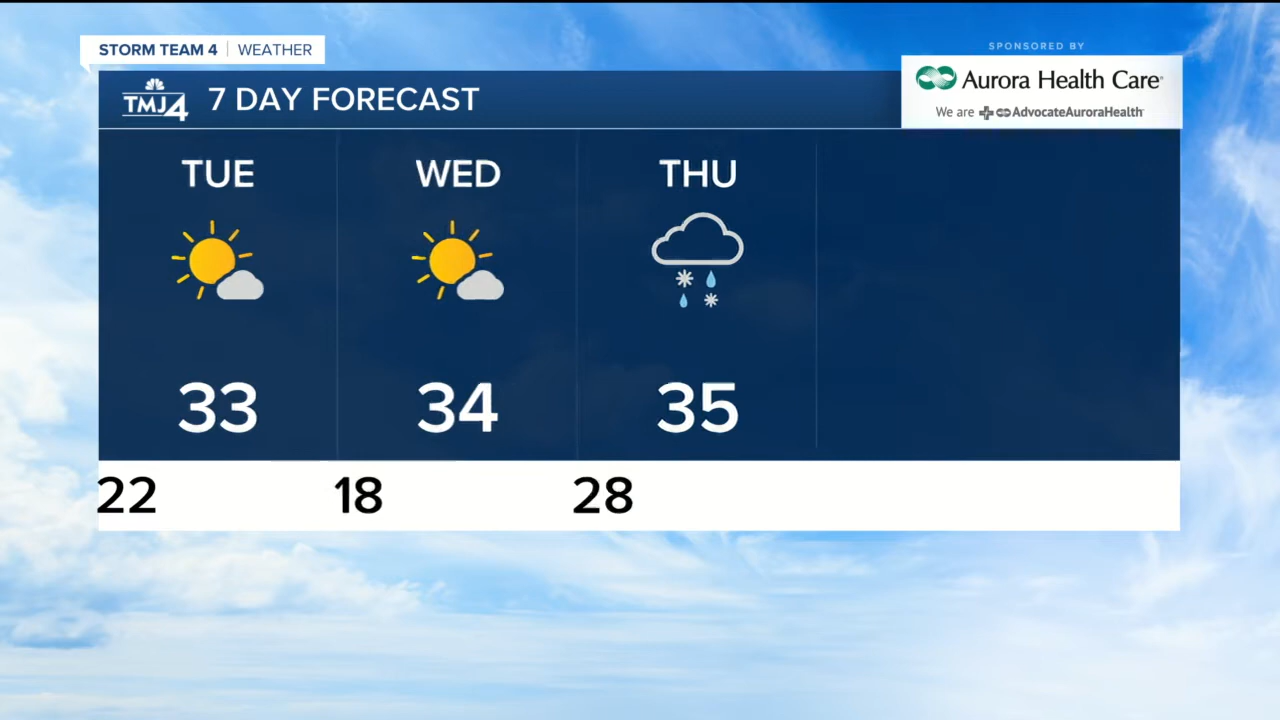 STORM TEAM 4 | WEATHER
SPONSORED BY
Aurora Health Care®
We are AdvocateAuroraHealth
TMJ4 7 DAY FORECAST
TUE WED THU
33 34 35
22 18 28